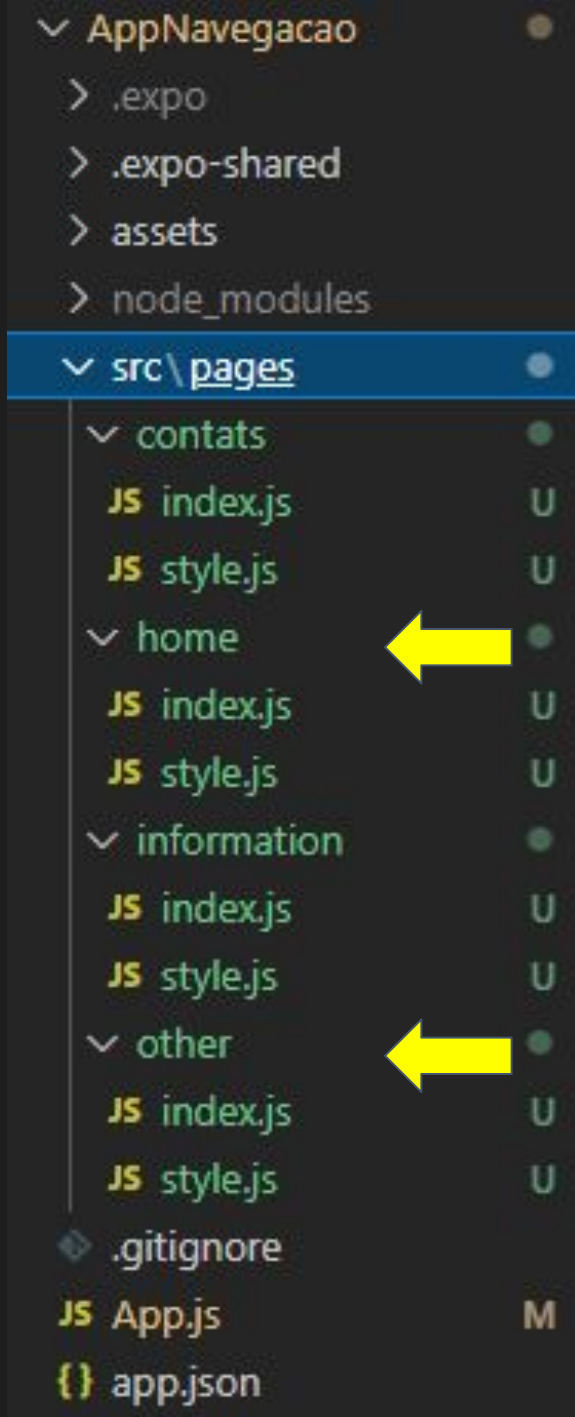 AppNavegacao
.expo
.expo-shared
assets
node_modules
src\pages
contats
JS index.js U
JS style.js U
home
JS index.js U
JS style.js U
information
JS index.js U
JS style.js U
other
JS index.js U
JS style.js U
.gitignore
JS App.js M
{} app.json